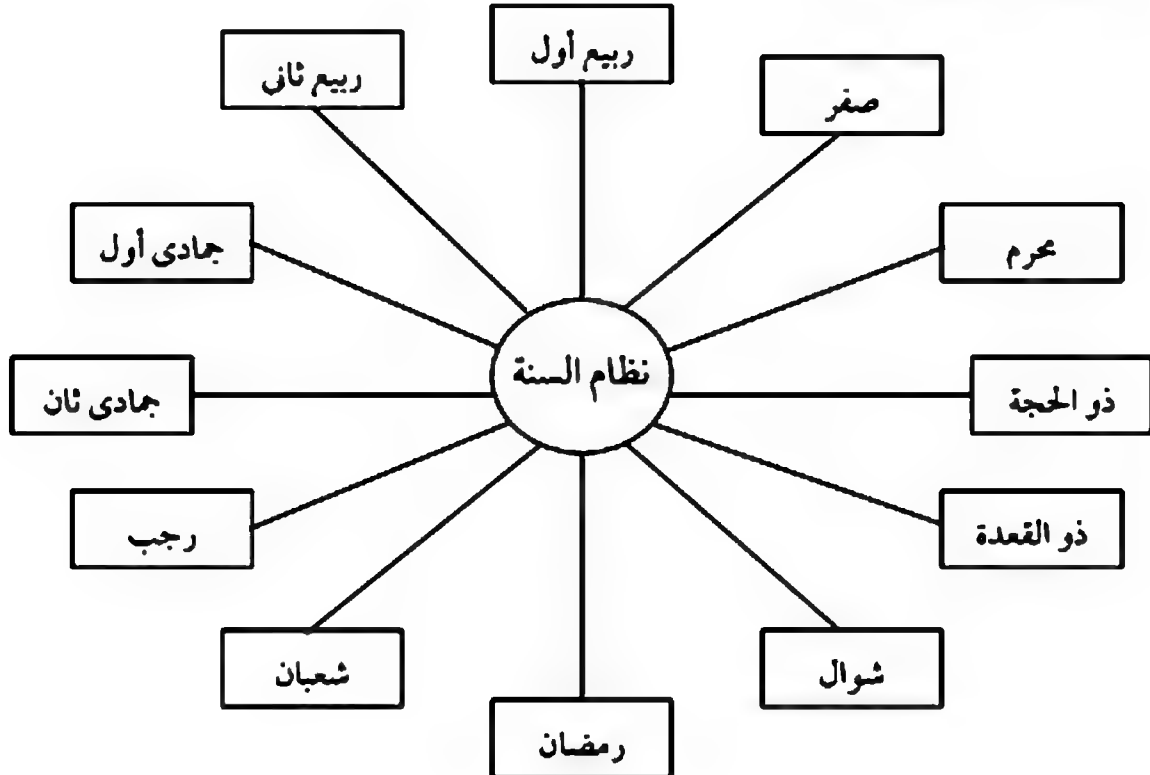 ربيع أول
ربيع ثاني
صفر
جمادى أول
محرم
نظام السنة
جمادى ثان
ذو الحجة
رجب
ذو القعدة
شعبان
شوال
رمضان